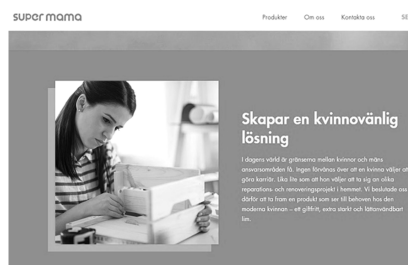 super mama
Produkter Om oss Kontakta oss
Skapar en kvinnovänlig
lösning
I dagens värld är gränserna mellan kvinnor och mäns
ansvarsområden få. Ingen förvånas över att en kvinna väljer att
göra karriär. Lika lite som att hon väljer att ta sig an olika
reparations- och renoveringsprojekt i hemmet. Vi beslutade oss
därför att ta fram en produkt som ser till behoven hos den
moderna kvinnan – ett giftfritt, extra starkt och lättanvändbart
lim.